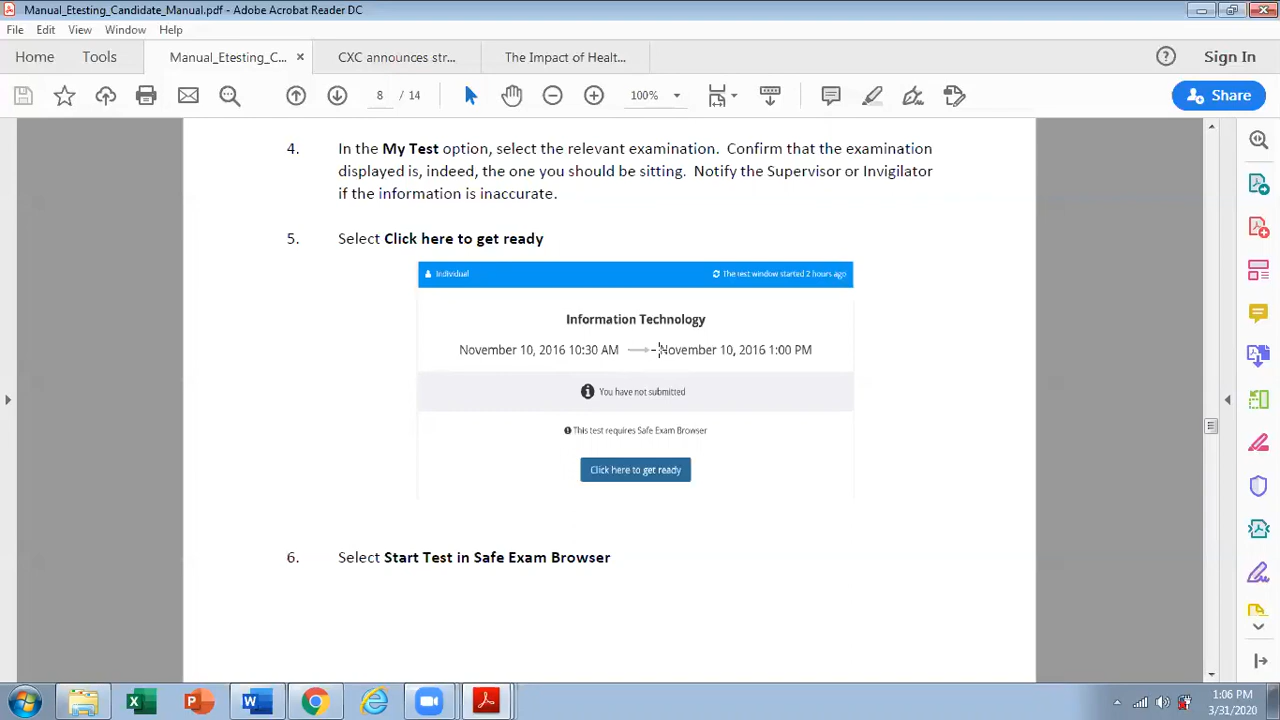 Manual_Etesting_Candidate_Manual.pdf - Adobe Acrobat Reader DC
File Edit View Window Help
Home Tools Manual_Etesting_C... × CXC announces str... The Impact of Healt... Sign In
8 / 14 100% Share
4. In the My Test option, select the relevant examination. Confirm that the examination
displayed is, indeed, the one you should be sitting. Notify the Supervisor or Invigilator
if the information is inaccurate.
5. Select Click here to get ready
Individual The test window started 2 hours ago
Information Technology
November 10, 2016 10:30 AM November 10, 2016 1:00 PM
You have not submitted
This test requires Safe Exam Browser
Click here to get ready
6. Select Start Test in Safe Exam Browser
1:06 PM
3/31/2020